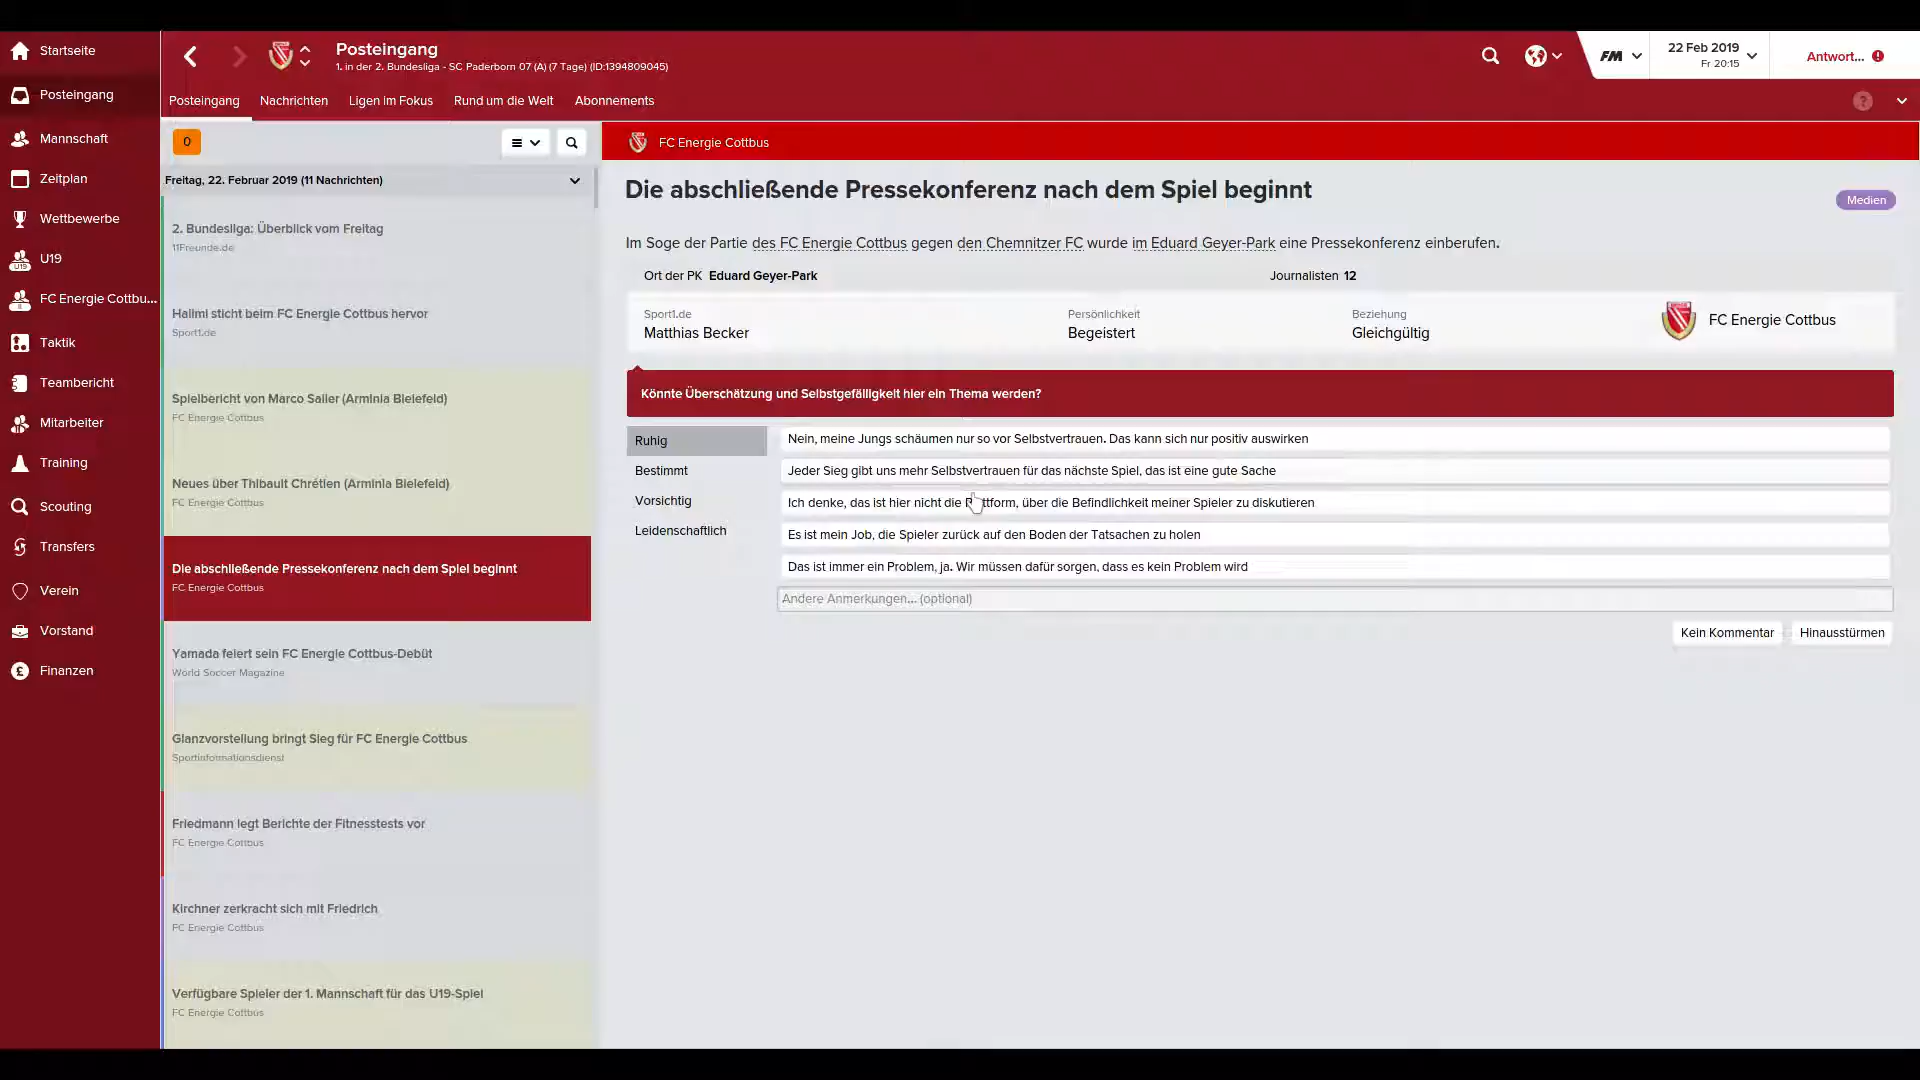 Startseite
Posteingang
Mannschaft
Zeitplan
Wettbewerbe
U19
FC Energie Cottbu...
Taktik
Teambericht
Mitarbeiter
Training
Scouting
Transfers
Verein
Vorstand
Finanzen
Posteingang
1. in der 2. Bundesliga - SC Paderborn 07 (A) (7 Tage) (ID:1394809045)
FM
22 Feb 2019
Fr 20:15
Antwort...
Posteingang Nachrichten Ligen im Fokus Rund um die Welt Abonnements
0
Freitag, 22. Februar 2019 (11 Nachrichten)
2. Bundesliga: Überblick vom Freitag
11Freunde.de
Halimi sticht beim FC Energie Cottbus hervor
Sport1.de
Spielbericht von Marco Sailer (Arminia Bielefeld)
FC Energie Cottbus
Neues über Thibault Chrétien (Arminia Bielefeld)
FC Energie Cottbus
Die abschließende Pressekonferenz nach dem Spiel beginnt
FC Energie Cottbus
Yamada feiert sein FC Energie Cottbus-Debüt
World Soccer Magazine
Glanzvorstellung bringt Sieg für FC Energie Cottbus
Sportinformationsdienst
Friedmann legt Berichte der Fitnesstests vor
FC Energie Cottbus
Kirchner zerkracht sich mit Friedrich
FC Energie Cottbus
Verfügbare Spieler der 1. Mannschaft für das U19-Spiel
FC Energie Cottbus
FC Energie Cottbus
Die abschließende Pressekonferenz nach dem Spiel beginnt
Medien
Im Soge der Partie des FC Energie Cottbus gegen den Chemnitzer FC wurde im Eduard Geyer-Park eine Pressekonferenz einberufen.
Ort der PK Eduard Geyer-Park Journalisten 12
Sport1.de Persönlichkeit Beziehung
Matthias Becker Begeistert Gleichgültig FC Energie Cottbus
Könnte Überschätzung und Selbstgefälligkeit hier ein Thema werden?
Ruhig
Bestimmt
Vorsichtig
Leidenschaftlich
Nein, meine Jungs schäumen nur so vor Selbstvertrauen. Das kann sich nur positiv auswirken
Jeder Sieg gibt uns mehr Selbstvertrauen für das nächste Spiel, das ist eine gute Sache
Ich denke, das ist hier nicht die Plattform, über die Befindlichkeit meiner Spieler zu diskutieren
Es ist mein Job, die Spieler zurück auf den Boden der Tatsachen zu holen
Das ist immer ein Problem, ja. Wir müssen dafür sorgen, dass es kein Problem wird
Andere Anmerkungen... (optional)
Kein Kommentar Hinausstürmen